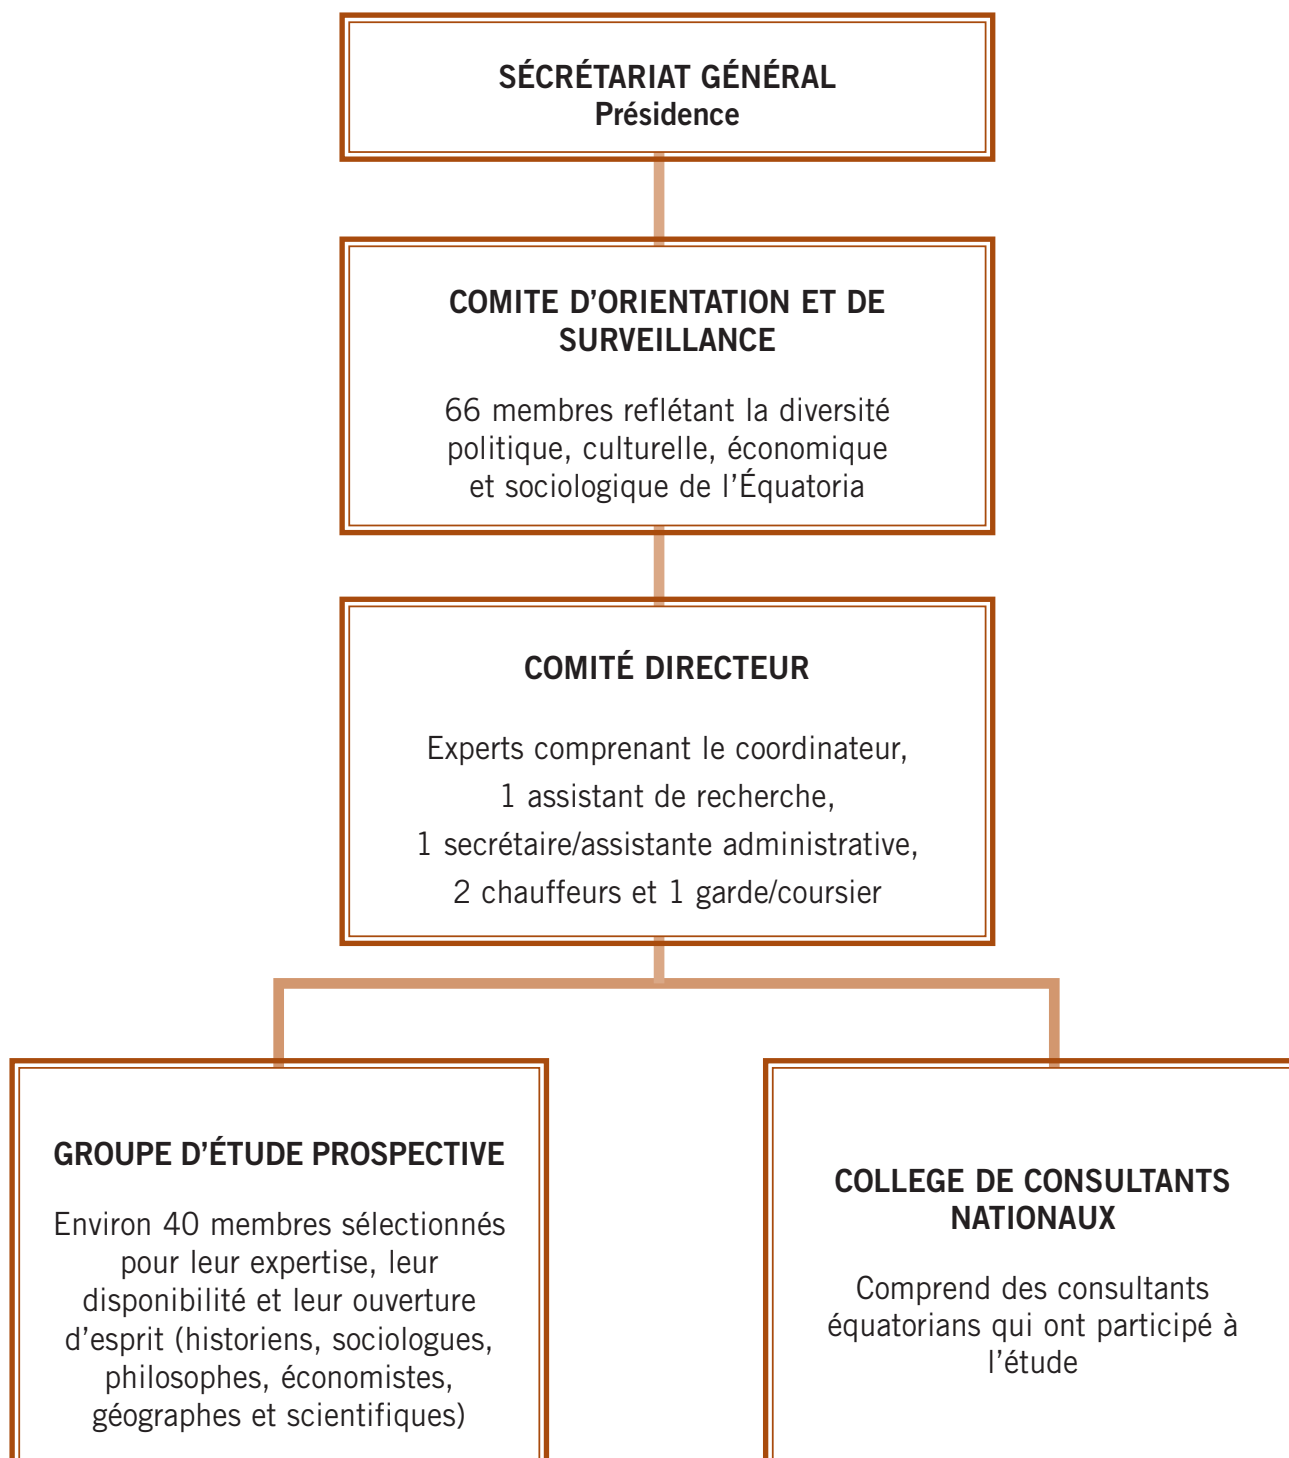 SÉCRÉTARIAT GÉNÉRAL
Présidence
COMITE D’ORIENTATION ET DE
SURVEILLANCE
66 membres reflétant la diversité
politique, culturelle, économique
et sociologique de l’Équatoria
COMITÉ DIRECTEUR
Experts comprenant le coordinateur,
1 assistant de recherche,
1 secrétaire/assistante administrative,
2 chauffeurs et 1 garde/coursier
GROUPE D’ÉTUDE PROSPECTIVE
Environ 40 membres sélectionnés
pour leur expertise, leur
disponibilité et leur ouverture
d’esprit (historiens, sociologues,
philosophes, économistes,
géographes et scientifiques)
COLLEGE DE CONSULTANTS
NATIONAUX
Comprend des consultants
équatorians qui ont participé à
l’étude